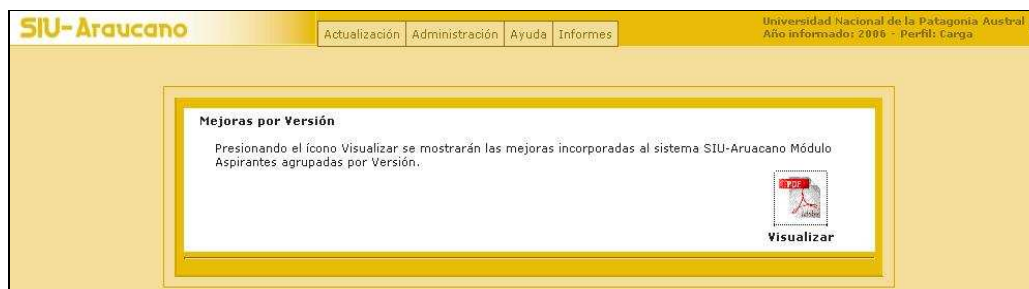 SIU-Araucano
Actualización Administración Ayuda Informes
Universidad Nacional de la Patagonia Austral
Año informado: 2006 - Perfil: Carga
Mejoras por Versión
Presionando el ícono Visualizar se mostrarán las mejoras incorporadas al sistema SIU-Aruacano Módulo
Aspirantes agrupadas por Versión.
PDF
Adobe
Visualizar